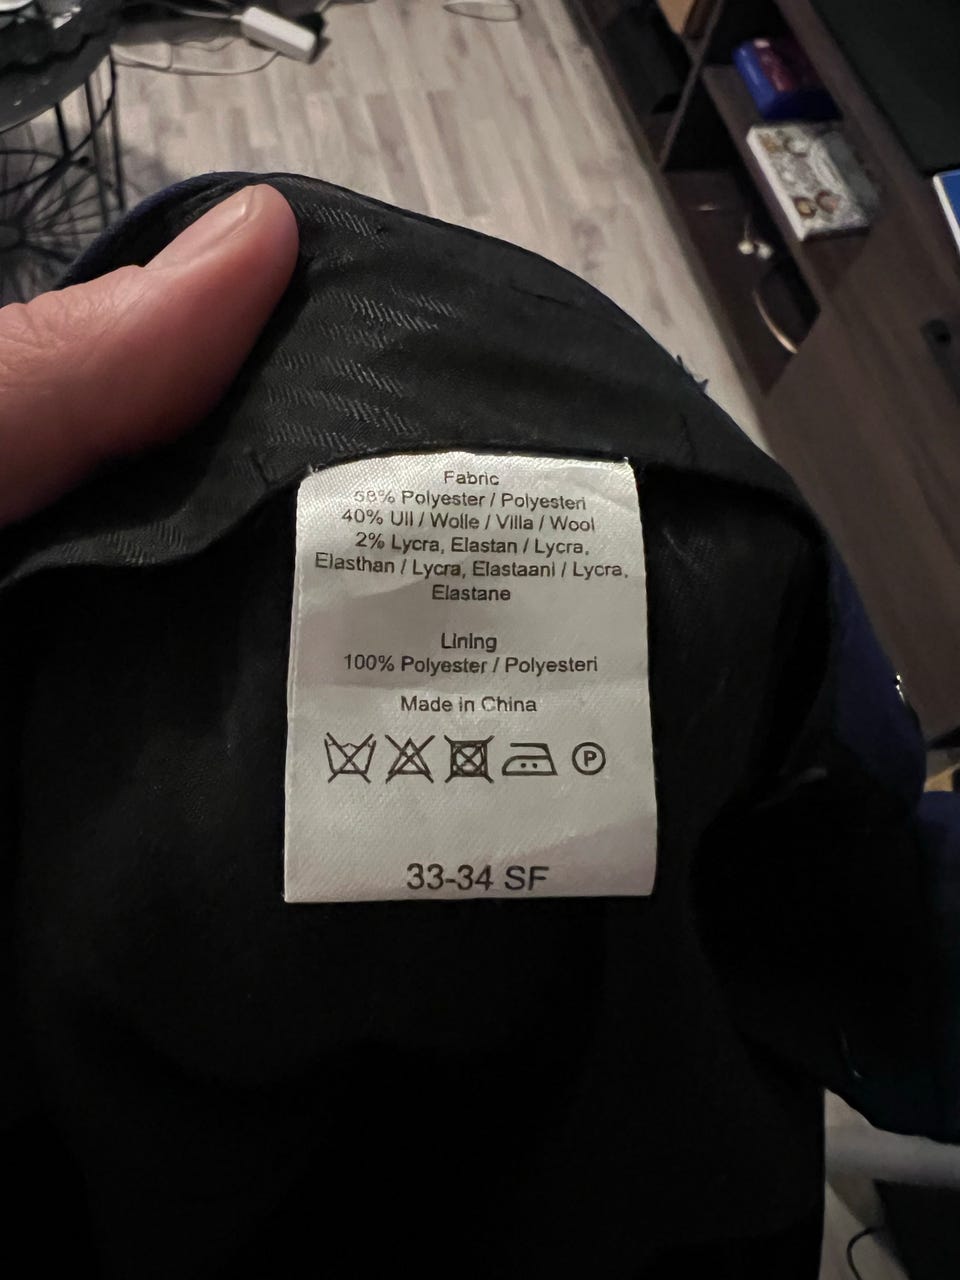 Fabric
58% Polyester / Polyesteri
40% Ull / Wolle / Villa / Wool
2% Lycra, Elastan / Lycra,
Elasthan / Lycra, Elastaani / Lycra,
Elastane
Lining
100% Polyester / Polyesteri
Made in China
P
33-34 SF